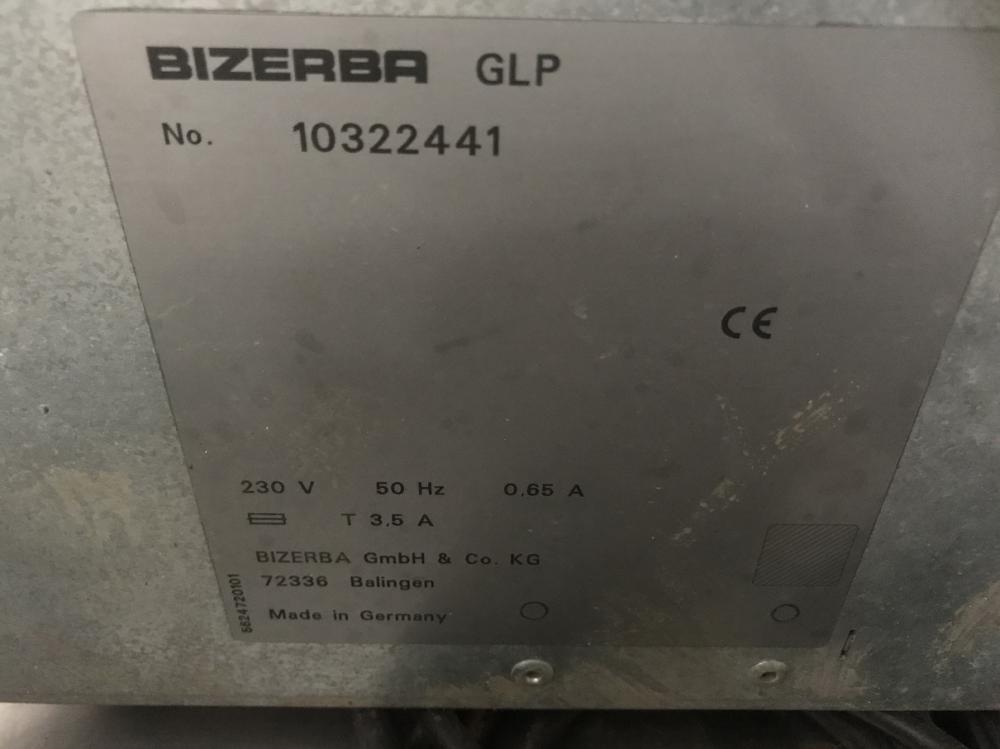 BIZERBA GLP
No. 10322441
CE
230 V 50 Hz 0,65 A
T 3,5 A
BIZERBA GmbH & Co. KG
72336 Balingen
Made in Germany
5624720101